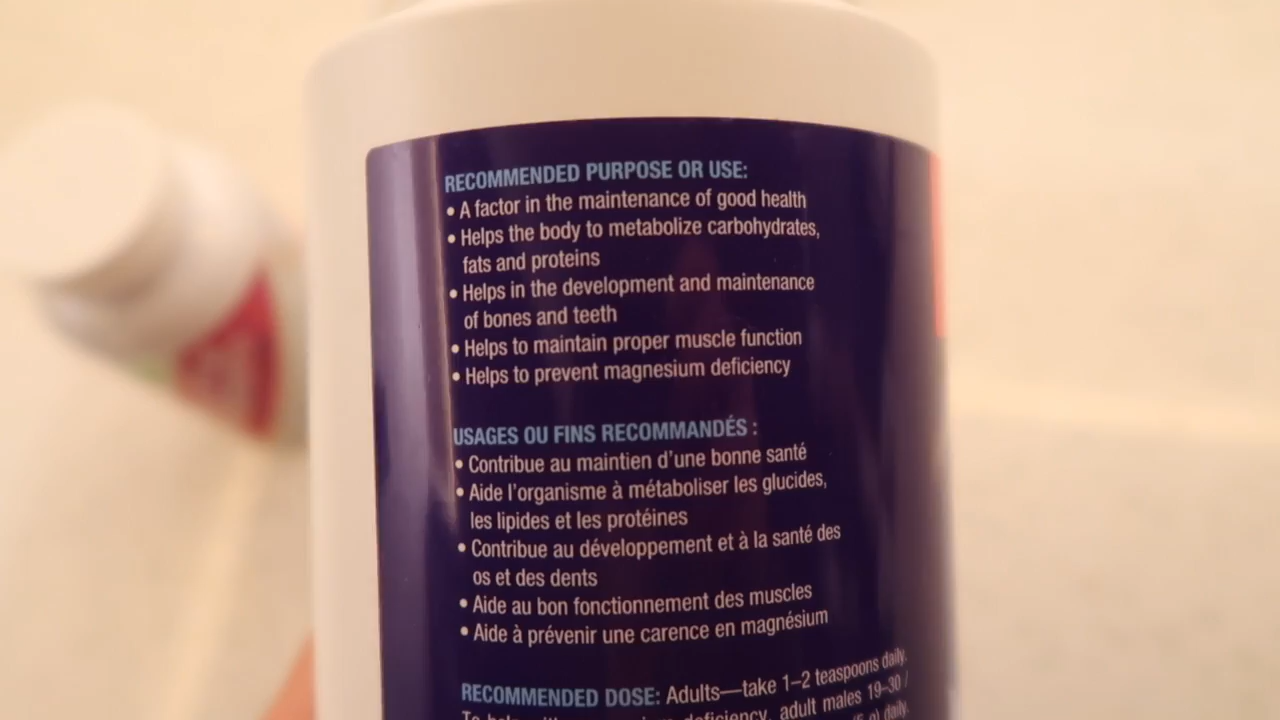 RECOMMENDED PURPOSE OR USE:
• A factor in the maintenance of good health
• Helps the body to metabolize carbohydrates,
fats and proteins
• Helps in the development and maintenance
of bones and teeth
• Helps to maintain proper muscle function
• Helps to prevent magnesium deficiency
USAGES OU FINS RECOMMANDÉS :
• Contribue au maintien d'une bonne santé
• Aide l'organisme à métaboliser les glucides,
les lipides et les protéines
• Contribue au développement et à la santé des
os et des dents
• Aide au bon fonctionnement des muscles
• Aide à prévenir une carence en magnésium
RECOMMENDED DOSE: Adults—take 1–2 teaspoons daily.
deficiency, adult males 19–30 /
daily.